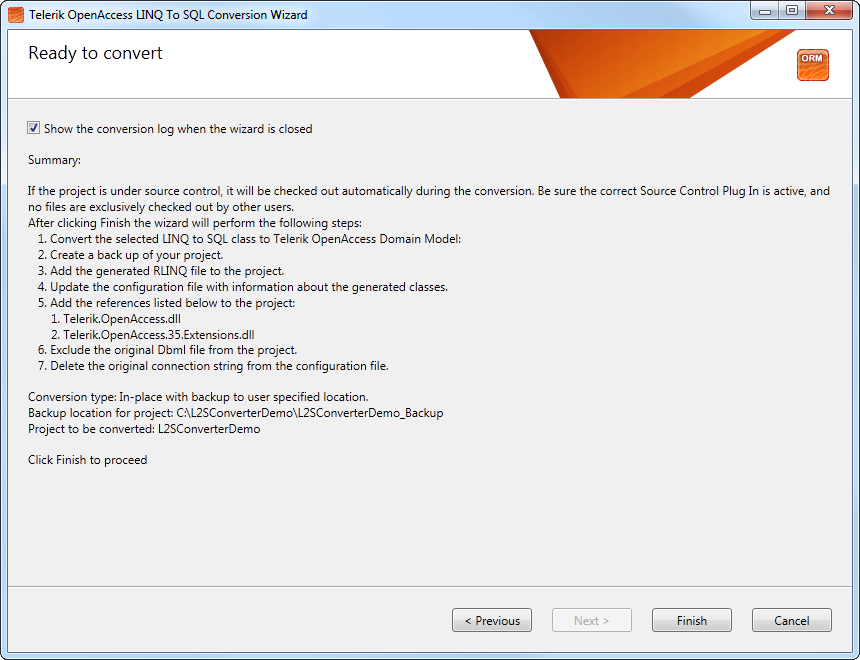 Telerik OpenAccess LINQ To SQL Conversion Wizard
Ready to convert
ORM
Show the conversion log when the wizard is closed
Summary:
If the project is under source control, it will be checked out automatically during the conversion. Be sure the correct Source Control Plug In is active, and
no files are exclusively checked out by other users.
After clicking Finish the wizard will perform the following steps:
1. Convert the selected LINQ to SQL class to Telerik OpenAccess Domain Model:
2. Create a back up of your project.
3. Add the generated RLINQ file to the project.
4. Update the configuration file with information about the generated classes.
5. Add the references listed below to the project:
1. Telerik.OpenAccess.dll
2. Telerik.OpenAccess.35.Extensions.dll
6. Exclude the original Dbml file from the project.
7. Delete the original connection string from the configuration file.
Conversion type: In-place with backup to user specified location.
Backup location for project: C:\L2SConverterDemo\L2SConverterDemo_Backup
Project to be converted: L2SConverterDemo
Click Finish to proceed
< Previous
Next >
Finish
Cancel